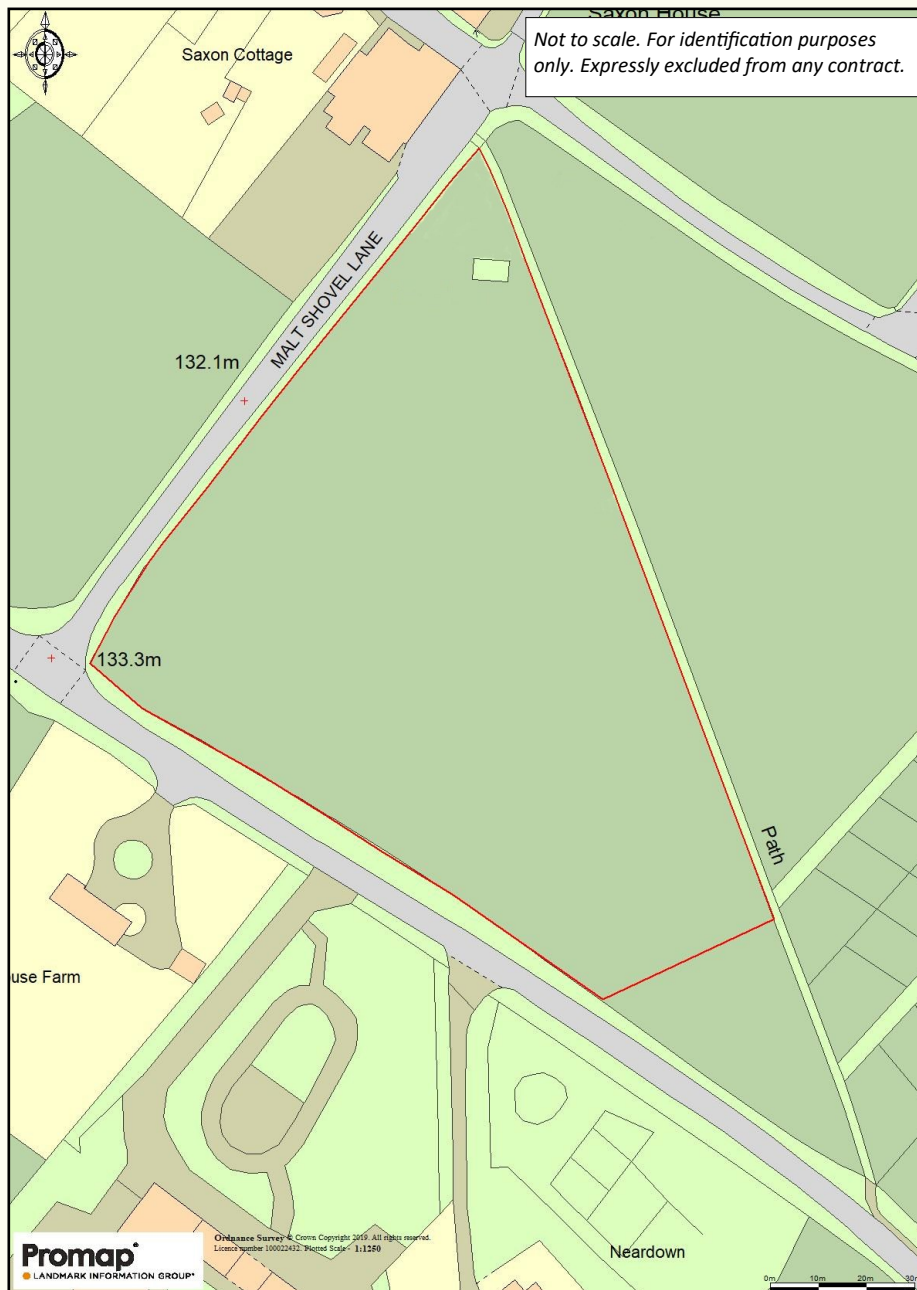 Saxon House
Not to scale. For identification purposes
only. Expressly excluded from any contract.
Saxon Cottage
MALT SHOVEL LANE
132.1m
133.3m
Path
use Farm
Neardown
Promap
LANDMARK INFORMATION GROUP
Ordnance Survey © Crown Copyright 2019. All rights reserved.
Licence number 100022432. Plotted Scale - 1:1250
0m 10m 20m 30m